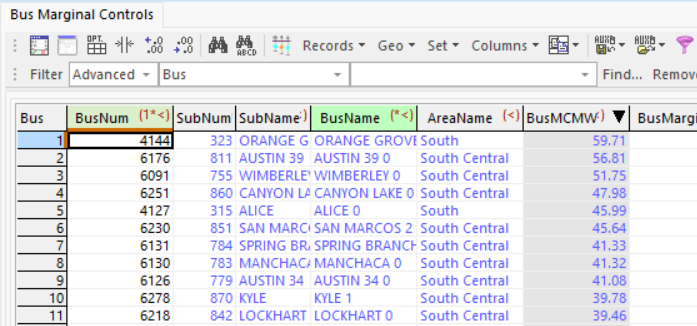 Bus Marginal Controls
Records Geo Set Columns
Filter Advanced Bus Find... Remov
Bus BusNum (1*<) SubNum SubName:) BusName (*<) AreaName (<) BusMCMW:) ▼ BusMargi
1 4144 323 ORANGE G ORANGE GROVE South 59.71
2 6176 811 AUSTIN 39 AUSTIN 39 0 South Central 56.81
3 6091 755 WIMBERLEY WIMBERLEY 0 South Central 51.75
4 6251 860 CANYON LA CANYON LAKE 0 South Central 47.98
5 4127 315 ALICE ALICE 0 South 45.99
6 6230 851 SAN MARC SAN MARCOS 2 South Central 45.64
7 6131 784 SPRING BRA SPRING BRANCH South Central 41.33
8 6130 783 MANCHACA MANCHACA 0 South Central 41.32
9 6126 779 AUSTIN 34 AUSTIN 34 0 South Central 41.08
10 6278 870 KYLE KYLE 1 South Central 39.78
11 6218 842 LOCKHART LOCKHART 0 South Central 39.46